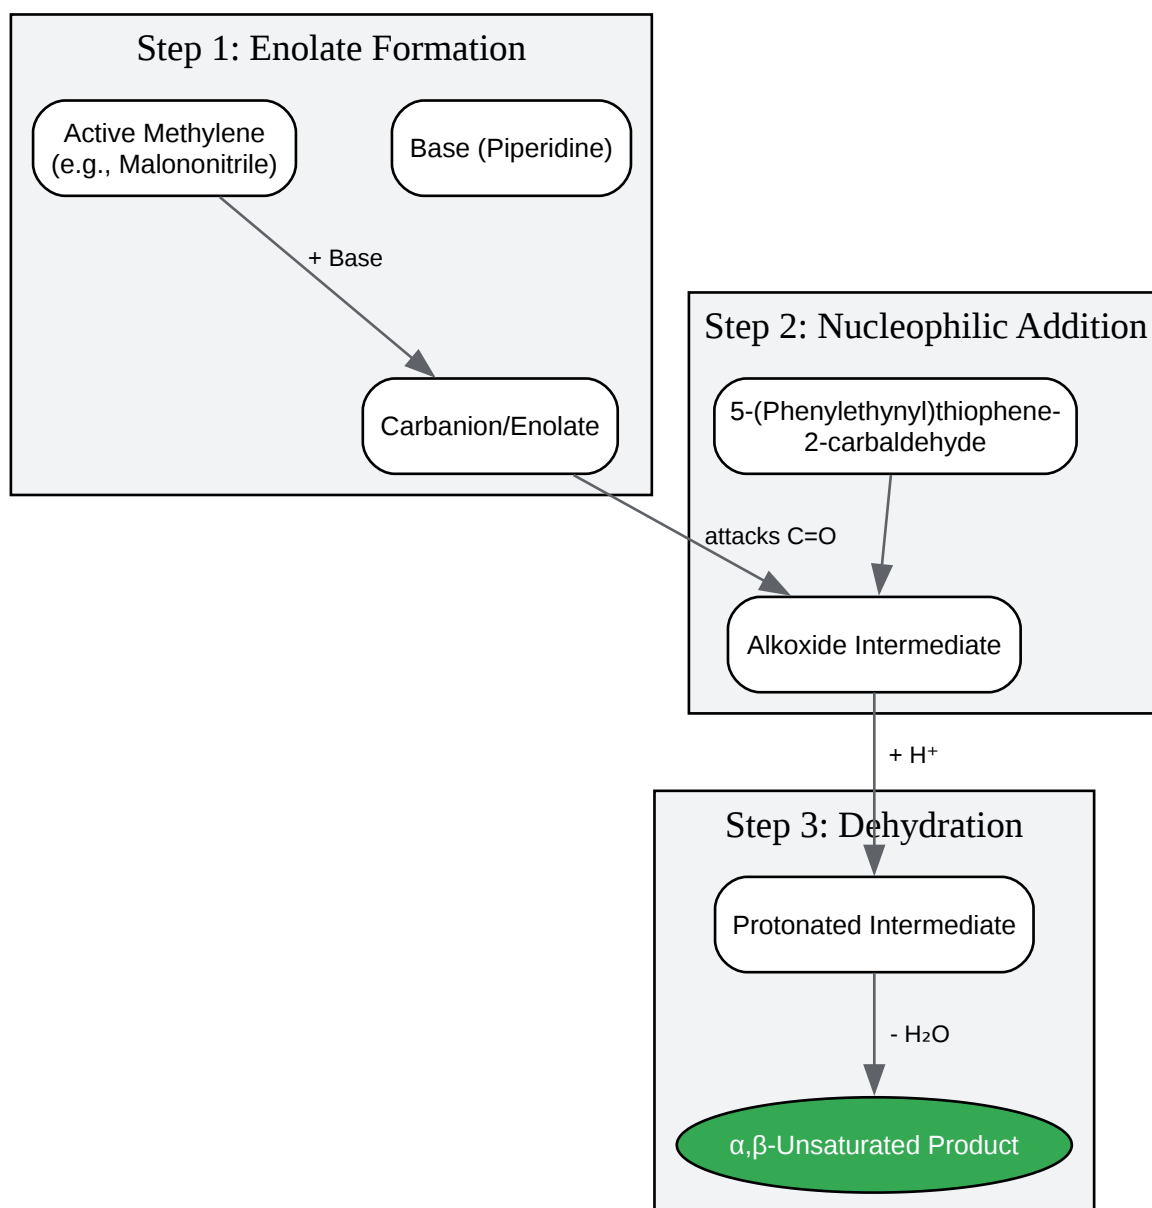 Step 1: Enolate Formation
Active Methylene
(e.g., Malononitrile)
Base (Piperidine)
+ Base
Carbanion/Enolate
Step 2: Nucleophilic Addition
5-(Phenylethynyl)thiophene-
2-carbaldehyde
attacks C=O
Alkoxide Intermediate
+ H⁺
Step 3: Dehydration
Protonated Intermediate
- H₂O
α,β-Unsaturated Product